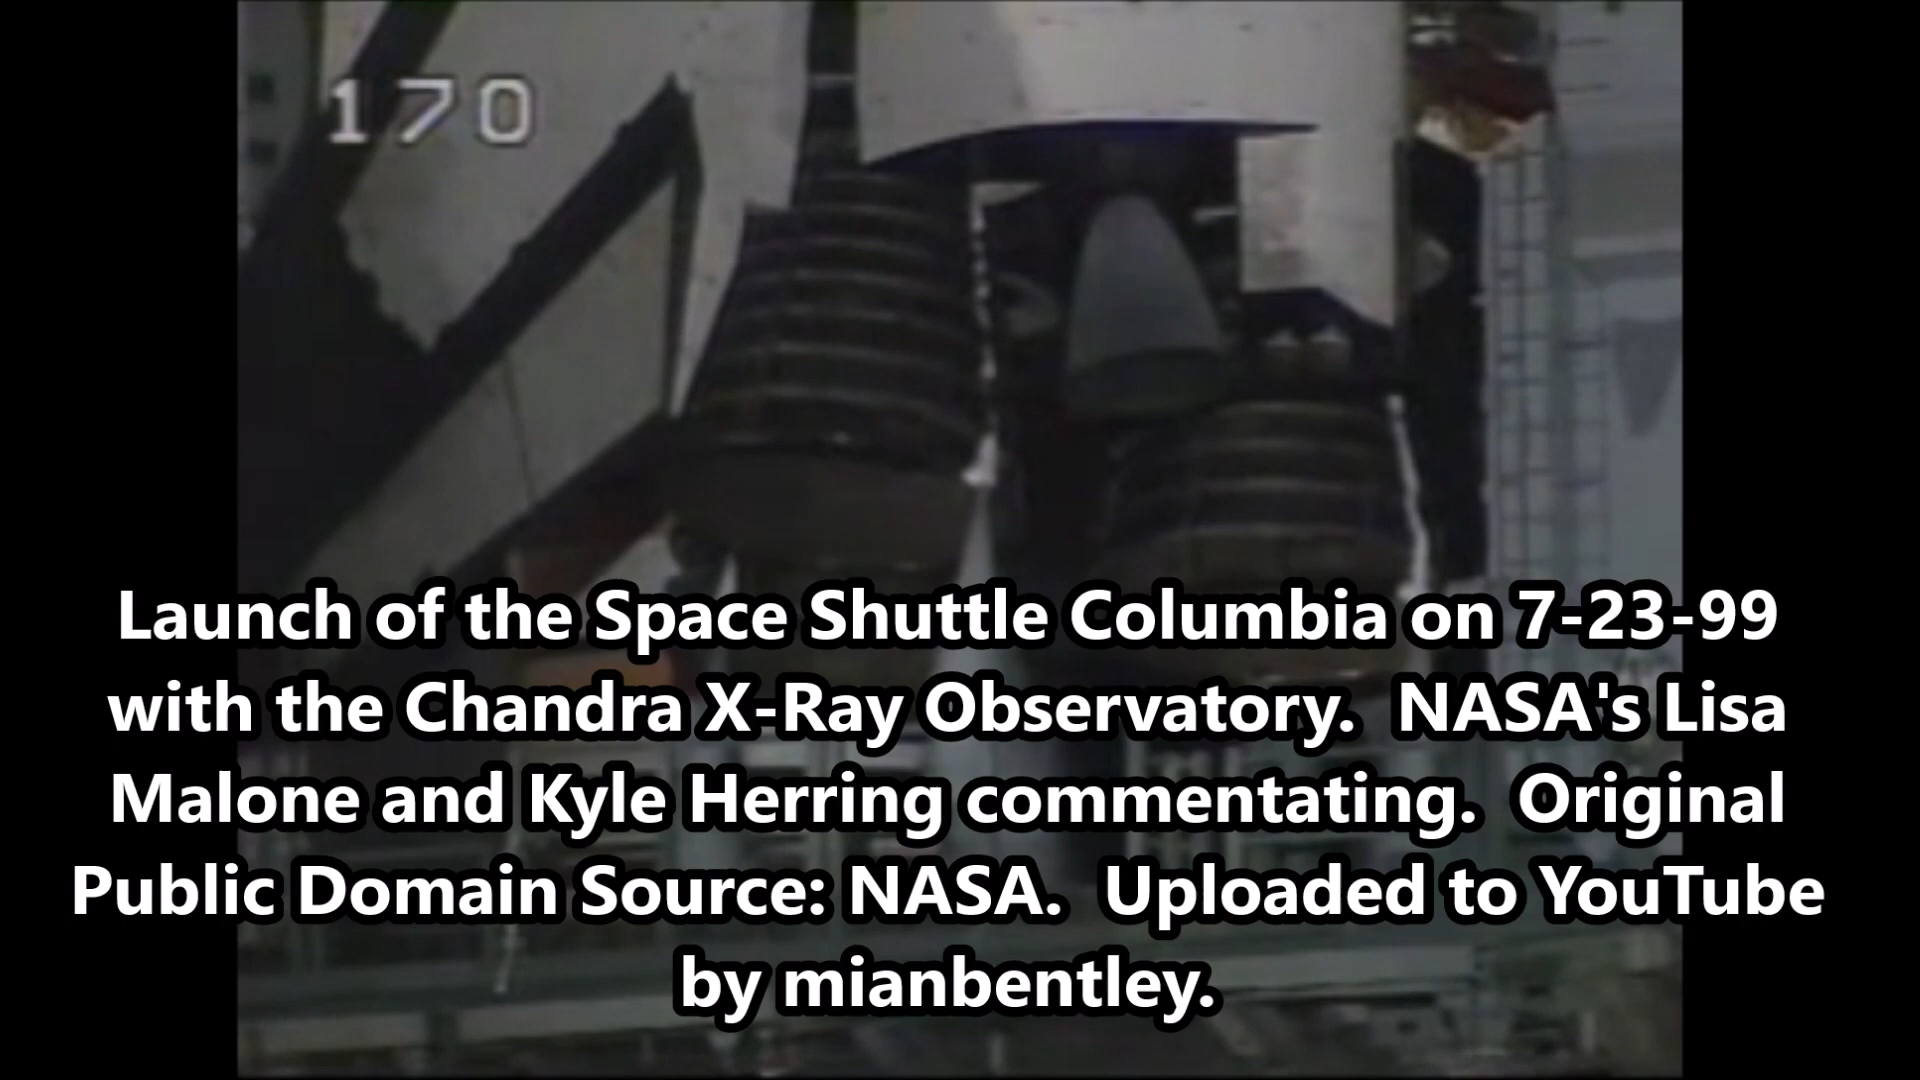 170
Launch of the Space Shuttle Columbia on 7-23-99
with the Chandra X-Ray Observatory.  NASA's Lisa
Malone and Kyle Herring commentating.  Original
Public Domain Source: NASA.  Uploaded to YouTube
by mianbentley.